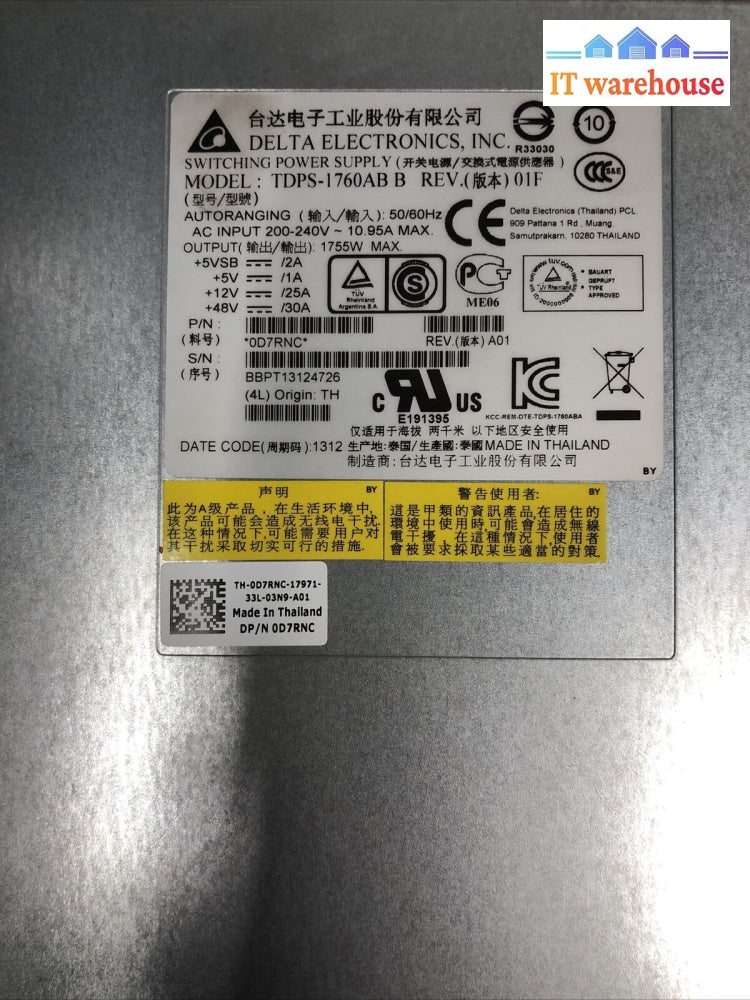 IT warehouse
台达电子工业股份有限公司
DELTA ELECTRONICS, INC.
R33030
10
SWITCHING POWER SUPPLY (开关电源/交換式電源供應器)
MODEL: TDPS-1760AB B REV.(版本) 01F
(型号/型號)
CCC S&E
AUTORANGING (输入/輸入): 50/60Hz
AC INPUT 200-240V ~ 10.95A MAX.
OUTPUT(输出/輸出): 1755W MAX.
CE
Delta Electronics (Thailand) PCL
909 Pattana 1 Rd., Muang
Samutprakarn, 10280 THAILAND
+5VSB /2A
+5V /1A
+12V /25A
+48V /30A
TÜV
Rheinland
Argentina S.A
S
ME06
www.tuv.com
TÜV Rheinland
BAUART
GEPRUFT
TYPE
APPROVED
P/N :
(料号) *0D7RNC* REV.(版本) A01
S/N :
(序号) BBPT13124726
(4L) Origin: TH
c RU US
E191395
KCC-REM-DTE-TDPS-1760ABA
仅适用于海拔 两千米 以下地区安全使用
DATE CODE(周期码):1312 生产地:泰国/生產國:泰國MADE IN THAILAND
制造商:台达电子工业股份有限公司
BY
声明 BY
此为A级产品，在生活环境中,
该产品可能会造成无线电干扰.
在这种情况下,可能需要用户对
其干扰采取切实可行的措施.
警告使用者: BY
這是甲類的資訊產品,在居住的
環境中使用時,可能會造成無線
電干擾，在這種情況下,使用者
會被要求採取某些適當的對策.
TH-0D7RNC-17971-
33L-03N9-A01
Made In Thailand
DP/N 0D7RNC